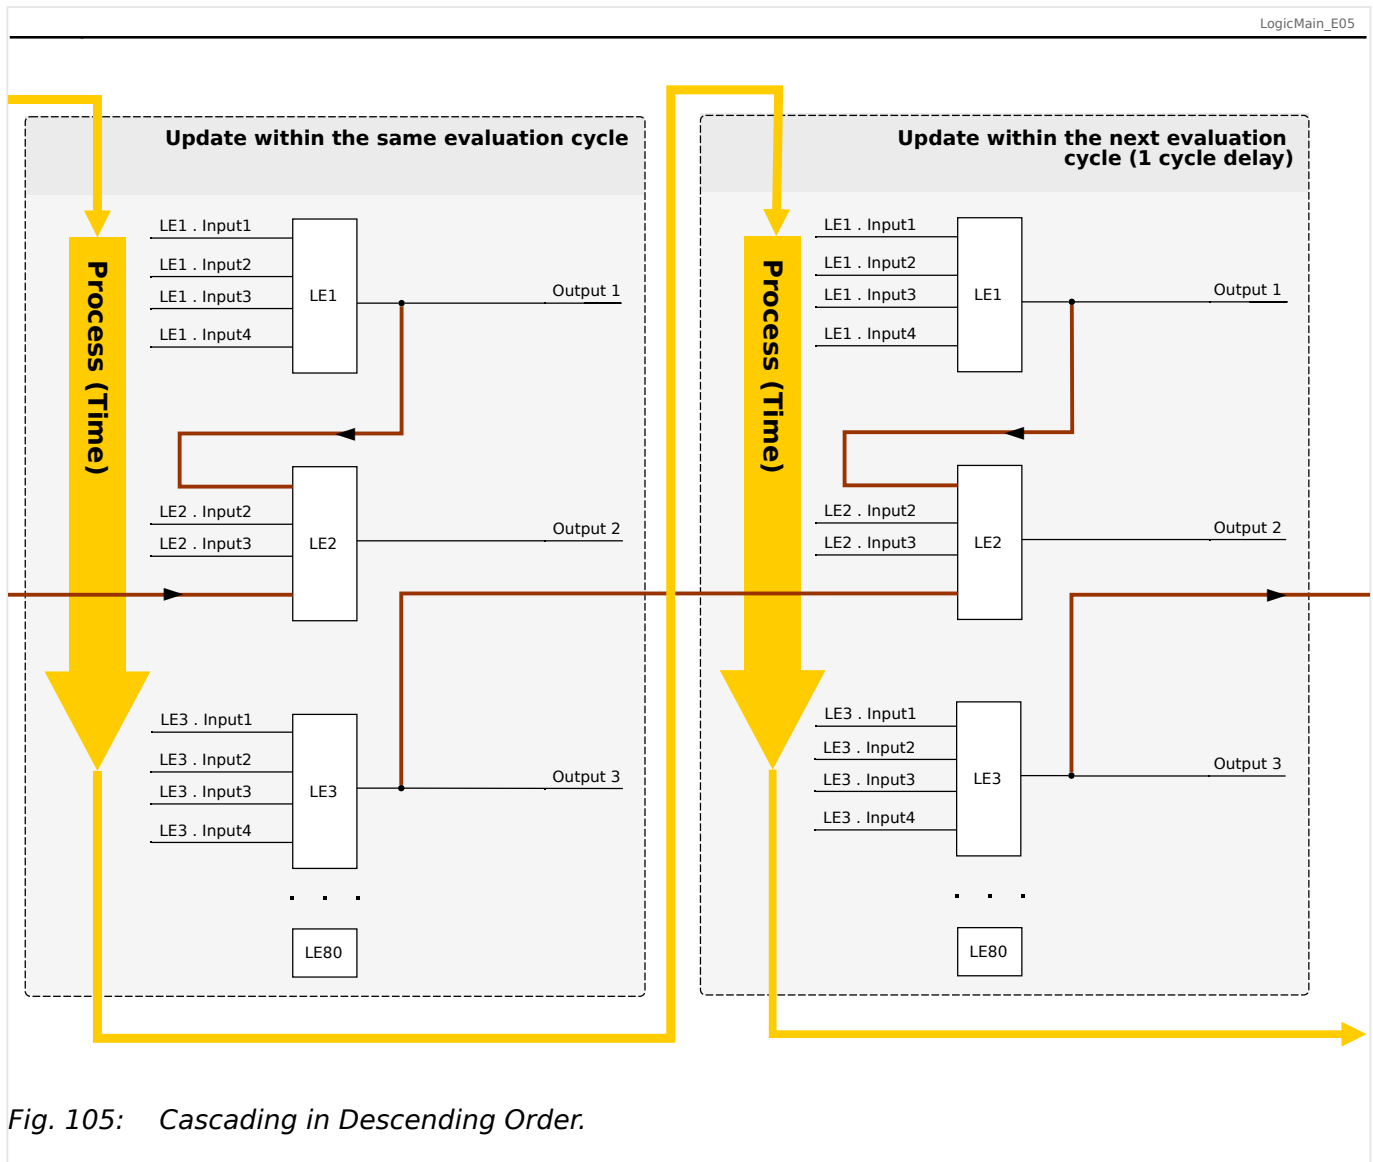 LogicMain_E05
Update within the same evaluation cycle
Process (Time)
LE1 . Input1
LE1 . Input2
LE1 . Input3
LE1 . Input4
LE1
Output 1
LE2 . Input2
LE2 . Input3
LE2
Output 2
LE3 . Input1
LE3 . Input2
LE3 . Input3
LE3 . Input4
LE3
Output 3
. . .
LE80
Update within the next evaluation
cycle (1 cycle delay)
Process (Time)
LE1 . Input1
LE1 . Input2
LE1 . Input3
LE1 . Input4
LE1
Output 1
LE2 . Input2
LE2 . Input3
LE2
Output 2
LE3 . Input1
LE3 . Input2
LE3 . Input3
LE3 . Input4
LE3
Output 3
. . .
LE80
Fig. 105: Cascading in Descending Order.